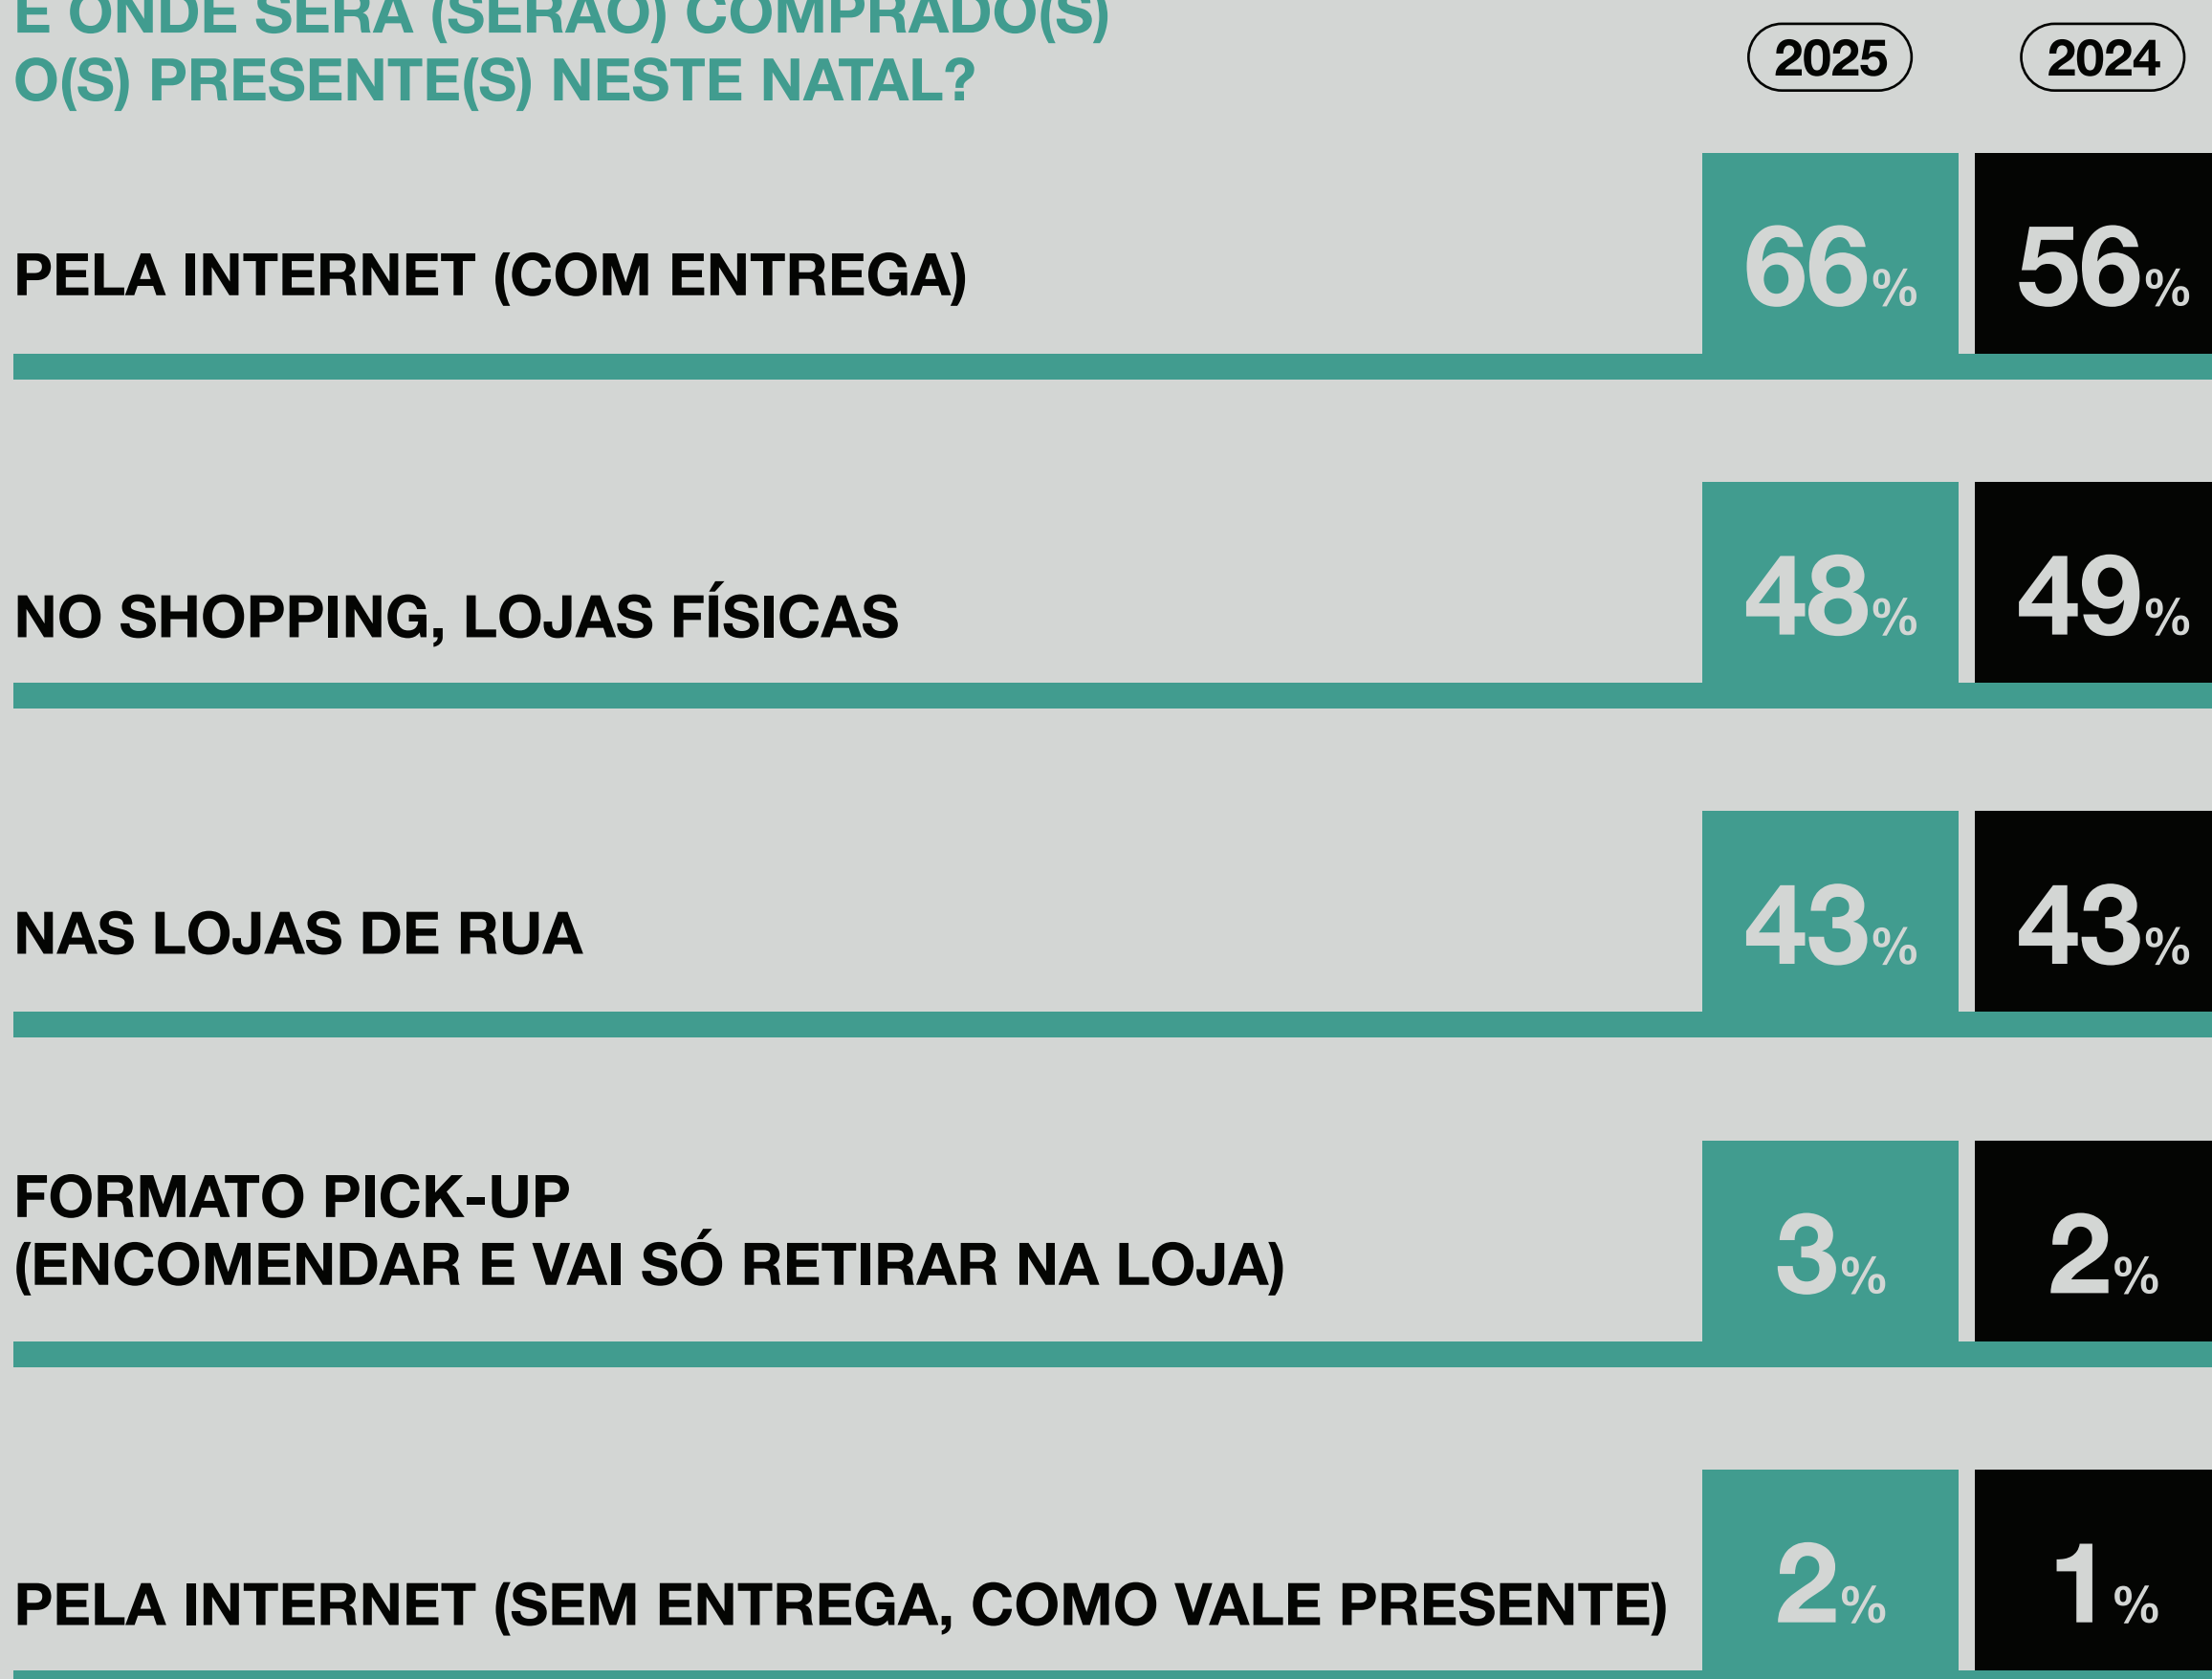 E ONDE SERÁ (SERÃO) COMPRADO(S)
O(S) PRESENTE(S) NESTE NATAL?
2025
2024
PELA INTERNET (COM ENTREGA)
66%
56%
NO SHOPPING, LOJAS FÍSICAS
48%
49%
NAS LOJAS DE RUA
43%
43%
FORMATO PICK-UP
(ENCOMENDAR E VAI SÓ RETIRAR NA LOJA)
3%
2%
PELA INTERNET (SEM ENTREGA, COMO VALE PRESENTE)
2%
1%